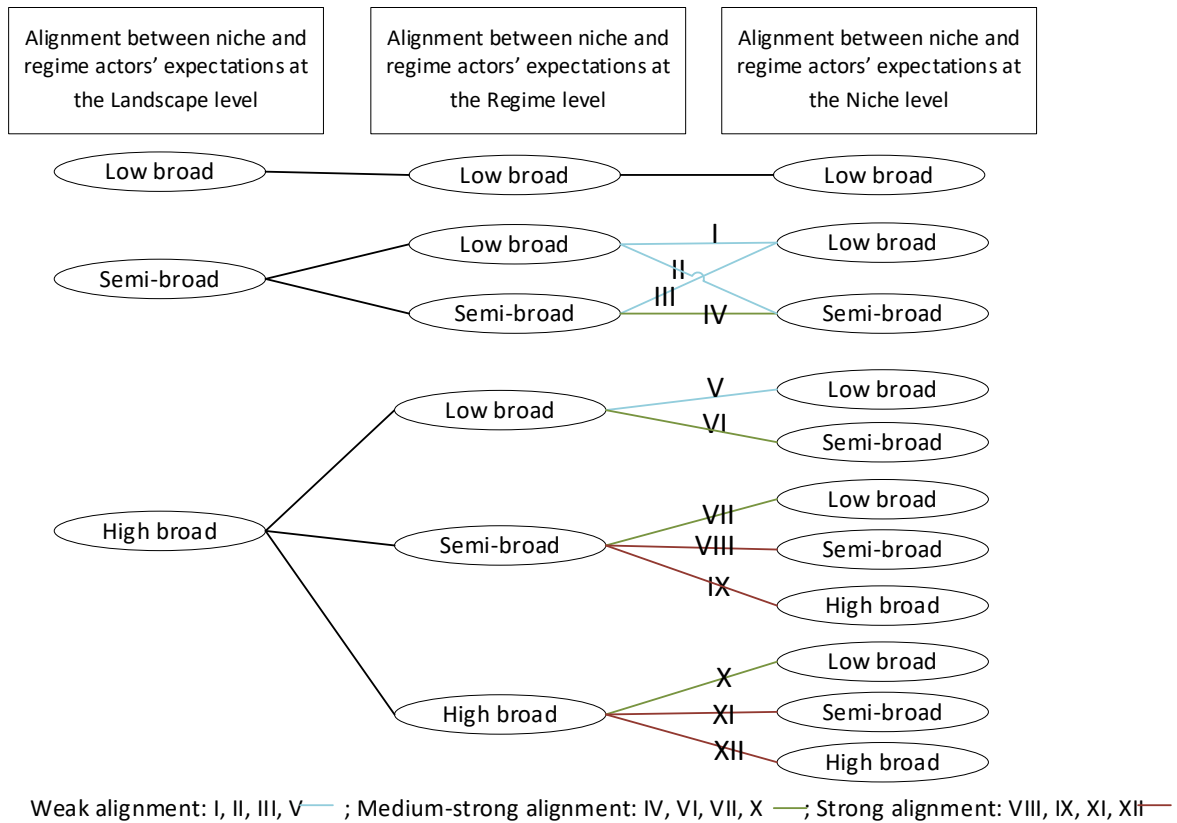 Alignment between niche and
regime actors’ expectations at
the Landscape level
Alignment between niche and
regime actors’ expectations at
the Regime level
Alignment between niche and
regime actors’ expectations at
the Niche level
Low broad
Low broad
Low broad
Semi-broad
Low broad
Semi-broad
I
II
III
IV
Low broad
Semi-broad
High broad
Low broad
V
VI
Low broad
Semi-broad
Semi-broad
VII
VIII
IX
Low broad
Semi-broad
High broad
High broad
X
XI
XII
Low broad
Semi-broad
High broad
Weak alignment: I, II, III, V ; Medium-strong alignment: IV, VI, VII, X ; Strong alignment: VIII, IX, XI, XII